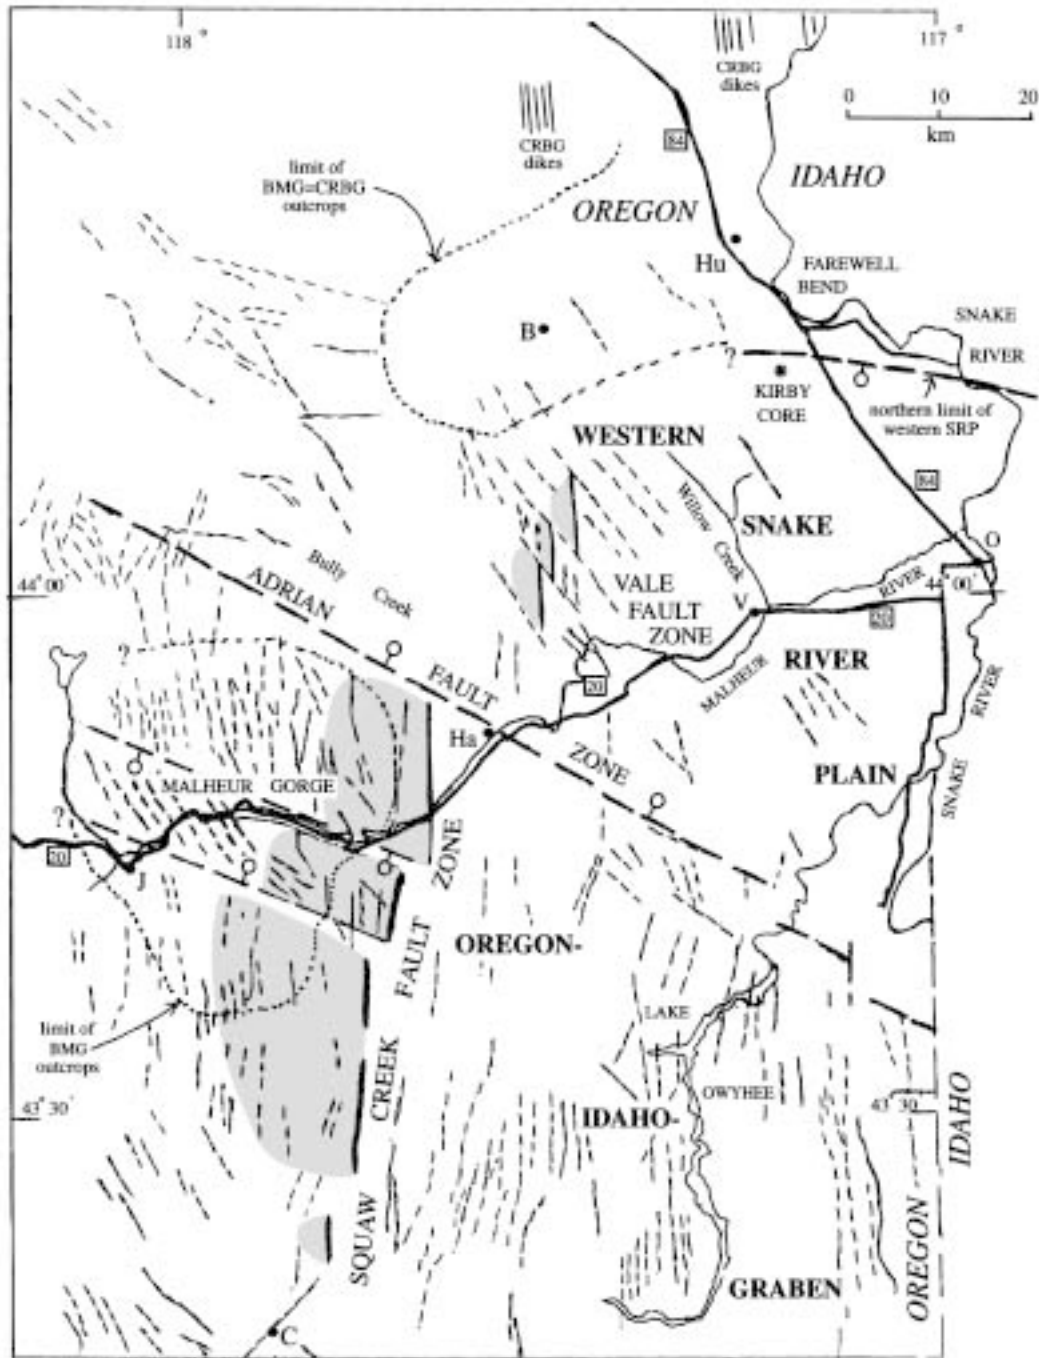 118 °
117 °
CRBG
dikes
0 10 20
km
CRBG
dikes
84
limit of
BMG=CRBG
outcrops
IDAHO
OREGON
Hu
FAREWELL
BEND
SNAKE
RIVER
B
?
KIRBY
CORE
northern limit of
western SRP
WESTERN
84
Willow Creek
SNAKE
O
Bully
Creek
44° 00'
ADRIAN
VALE
FAULT
ZONE
V
RIVER
44° 00'
20
?
FAULT
RIVER
20
MALHEUR
RIVER
Ha
ZONE
PLAIN
MALHEUR GORGE
SNAKE
?
20
J
ZONE
OREGON-
FAULT
LAKE
limit of
BMG
outcrops
CREEK
OWYHEE
43° 30'
IDAHO-
43° 30'
IDAHO
SQUAW
OREGON
GRABEN
C